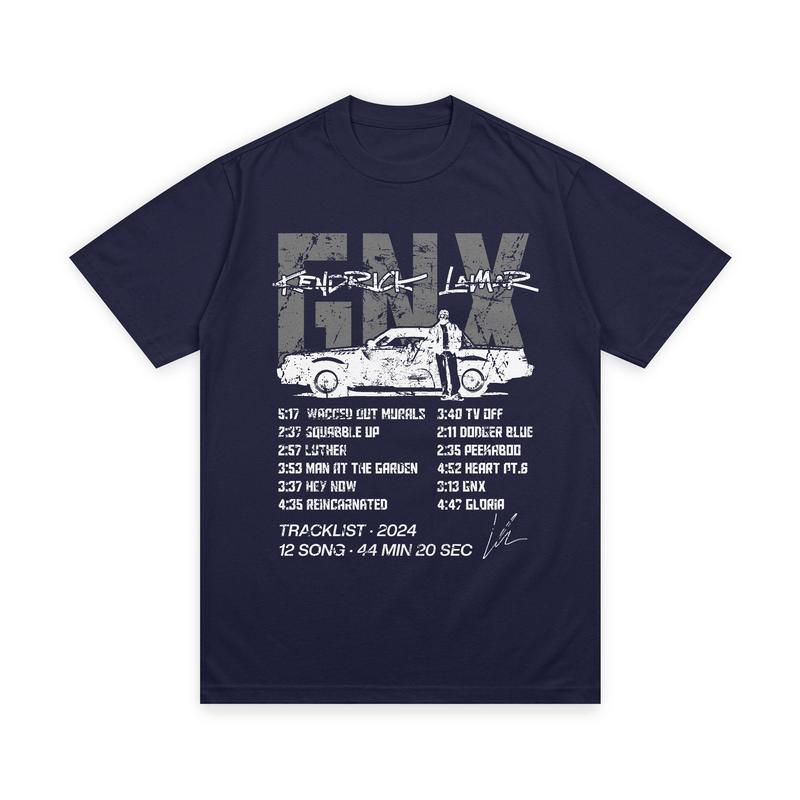 GNX
KENDRICK LAMAR
5:17 WACCED OUT MURALS
2:37 SQUABBLE UP
2:57 LUTHER
3:53 MAN AT THE GARDEN
3:37 HEY NOW
4:35 REINCARNATED
3:40 TV OFF
2:11 DODGER BLUE
2:35 PEEKABOO
4:52 HEART PT.6
3:13 GNX
4:47 GLORIA
TRACKLIST · 2024
12 SONG · 44 MIN 20 SEC